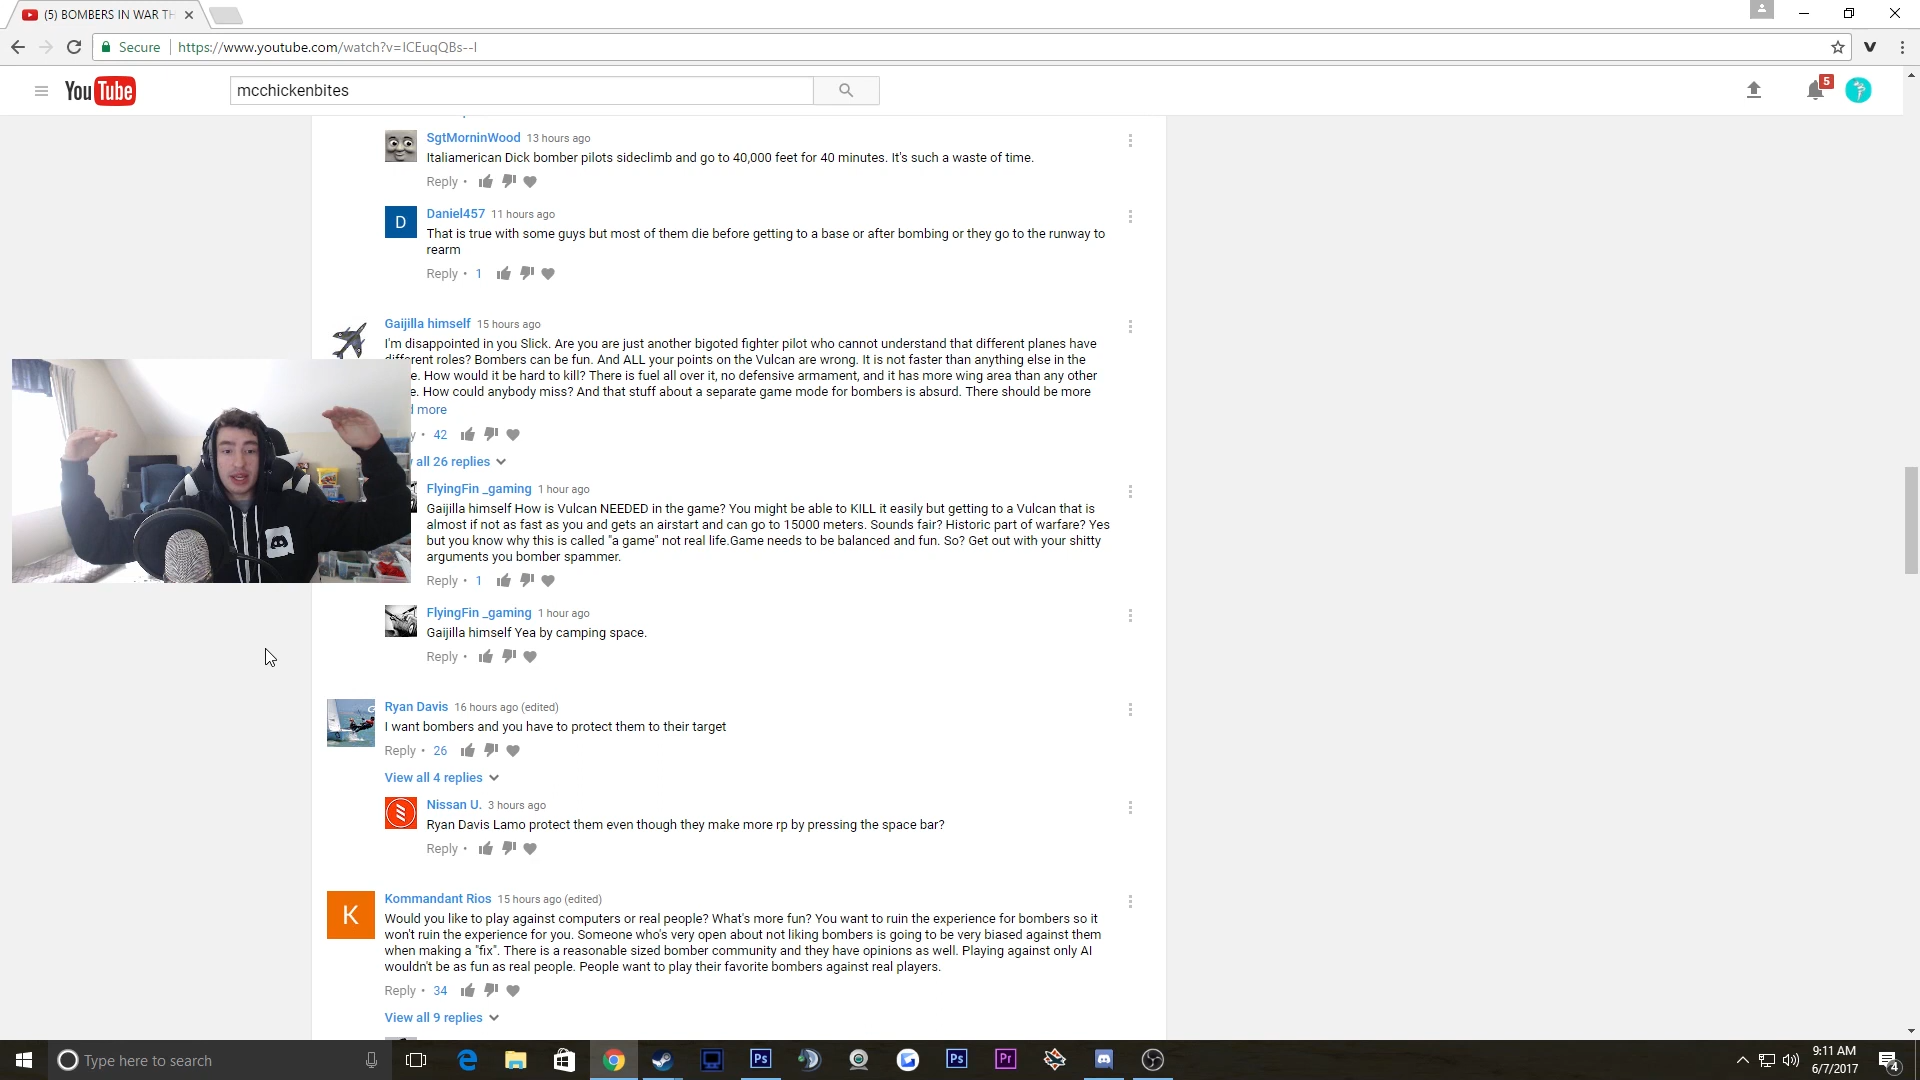 (5) BOMBERS IN WAR TH
Secure
https://www.youtube.com/watch?v=ICEuqQBs--I
YouTube
mcchickenbites
5
SgtMorninWood 13 hours ago
Italiamerican Dick bomber pilots sideclimb and go to 40,000 feet for 40 minutes. It's such a waste of time.
Reply •
D
Daniel457 11 hours ago
That is true with some guys but most of them die before getting to a base or after bombing or they go to the runway to
rearm
Reply • 1
Gaijilla himself 15 hours ago
I'm disappointed in you Slick. Are you are just another bigoted fighter pilot who cannot understand that different planes have
different roles? Bombers can be fun. And ALL your points on the Vulcan are wrong. It is not faster than anything else in the
e. How would it be hard to kill? There is fuel all over it, no defensive armament, and it has more wing area than any other
e. How could anybody miss? And that stuff about a separate game mode for bombers is absurd. There should be more
d more
y • 42
all 26 replies
FlyingFin _gaming 1 hour ago
Gaijilla himself How is Vulcan NEEDED in the game? You might be able to KILL it easily but getting to a Vulcan that is
almost if not as fast as you and gets an airstart and can go to 15000 meters. Sounds fair? Historic part of warfare? Yes
but you know why this is called "a game" not real life.Game needs to be balanced and fun. So? Get out with your shitty
arguments you bomber spammer.
Reply • 1
FlyingFin _gaming 1 hour ago
Gaijilla himself Yea by camping space.
Reply •
Ryan Davis 16 hours ago (edited)
I want bombers and you have to protect them to their target
Reply • 26
View all 4 replies
Nissan U. 3 hours ago
Ryan Davis Lamo protect them even though they make more rp by pressing the space bar?
Reply •
K
Kommandant Rios 15 hours ago (edited)
Would you like to play against computers or real people? What's more fun? You want to ruin the experience for bombers so it
won't ruin the experience for you. Someone who's very open about not liking bombers is going to be very biased against them
when making a "fix". There is a reasonable sized bomber community and they have opinions as well. Playing against only AI
wouldn't be as fun as real people. People want to play their favorite bombers against real players.
Reply • 34
View all 9 replies
Type here to search
Ps
Ps
Pr
9:11 AM
6/7/2017
4